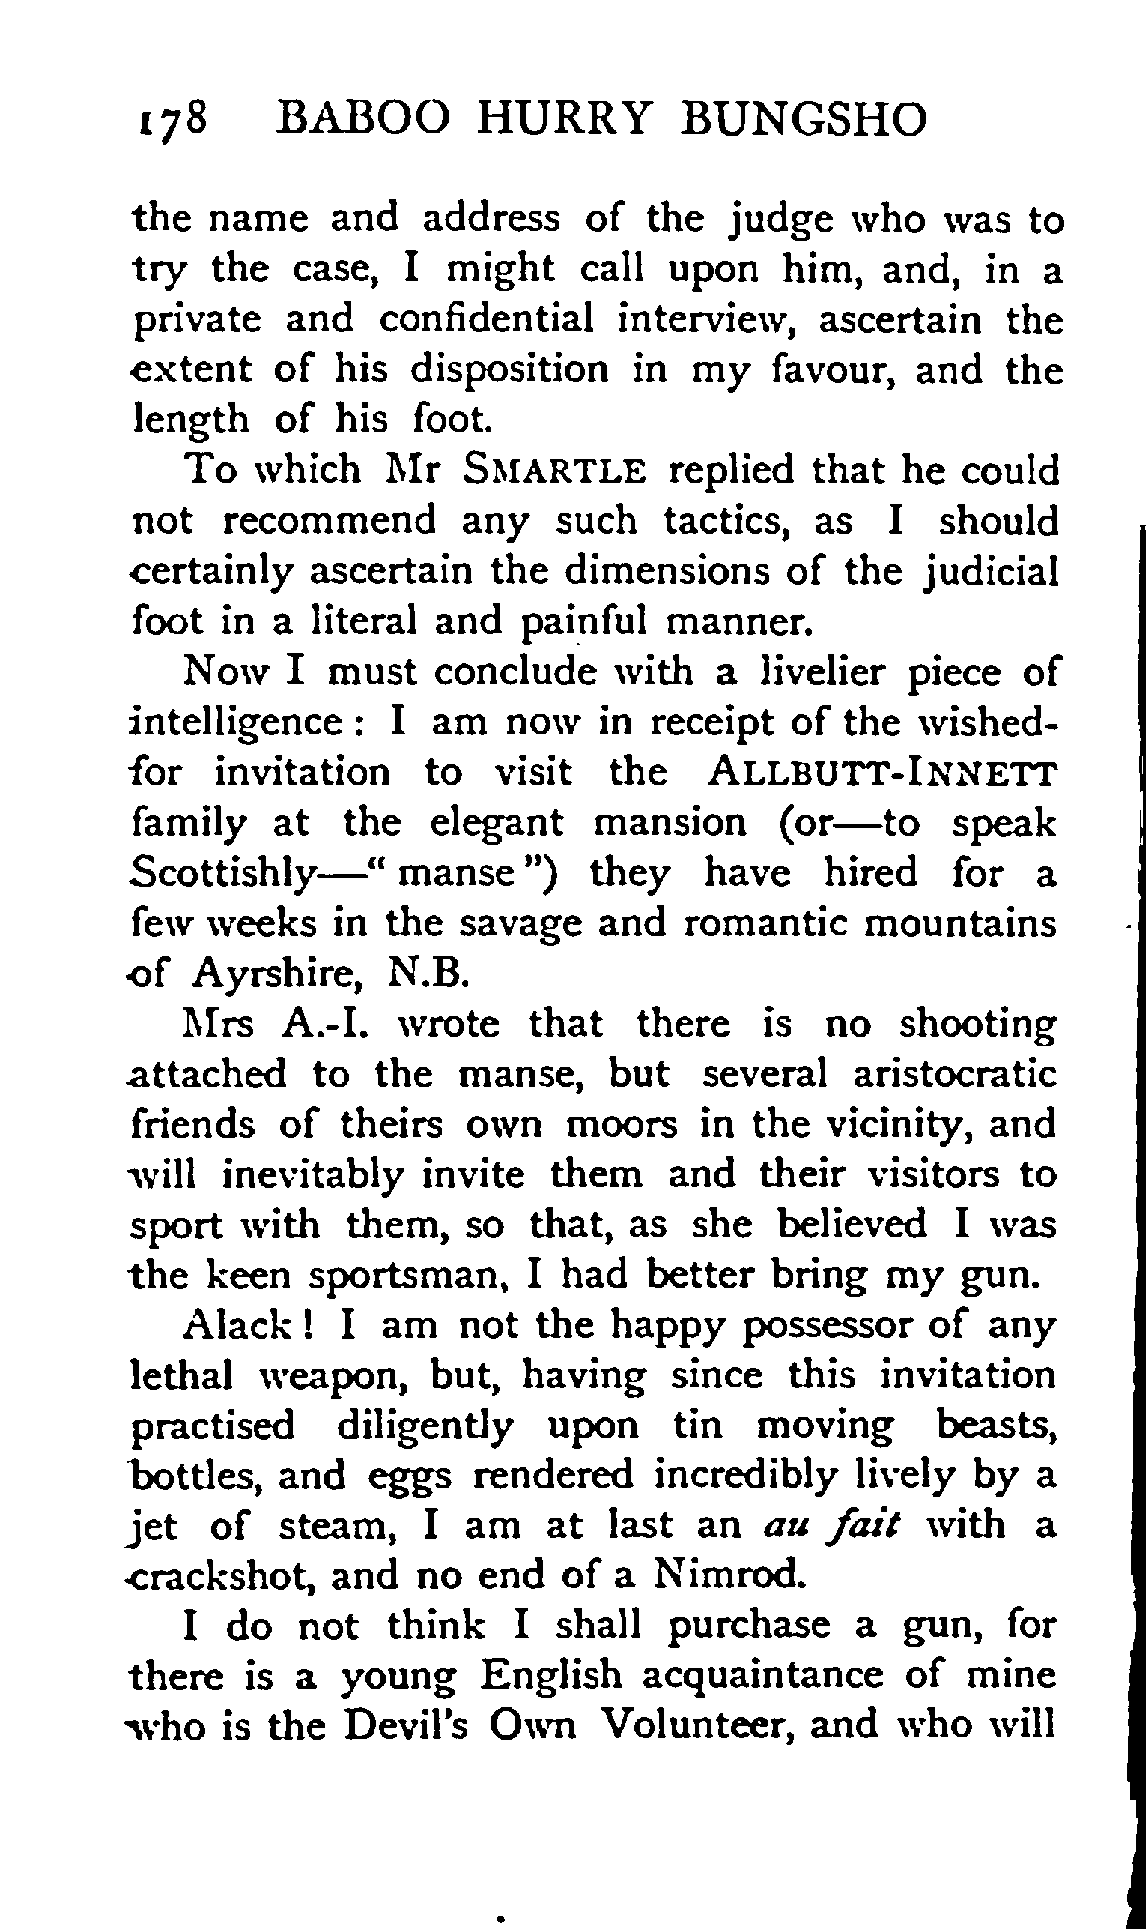 178 BABOO HURRY BUNGSHO
the name and address of the judge who was to
try the case, I might call upon him, and, in a
private and confidential interview, ascertain the
extent of his disposition in my favour, and the
length of his foot.
To which Mr SMARTLE replied that he could
not recommend any such tactics, as I should
certainly ascertain the dimensions of the judicial
foot in a literal and painful manner.
Now I must conclude with a livelier piece of
intelligence : I am now in receipt of the wished-
for invitation to visit the ALLBUTT-INNETT
family at the elegant mansion (or—to speak
Scottishly—“ manse ”) they have hired for a
few weeks in the savage and romantic mountains
of Ayrshire, N.B.
Mrs A.-I. wrote that there is no shooting
attached to the manse, but several aristocratic
friends of theirs own moors in the vicinity, and
will inevitably invite them and their visitors to
sport with them, so that, as she believed I was
the keen sportsman, I had better bring my gun.
Alack ! I am not the happy possessor of any
lethal weapon, but, having since this invitation
practised diligently upon tin moving beasts,
bottles, and eggs rendered incredibly lively by a
jet of steam, I am at last an au fait with a
crackshot, and no end of a Nimrod.
I do not think I shall purchase a gun, for
there is a young English acquaintance of mine
who is the Devil's Own Volunteer, and who will